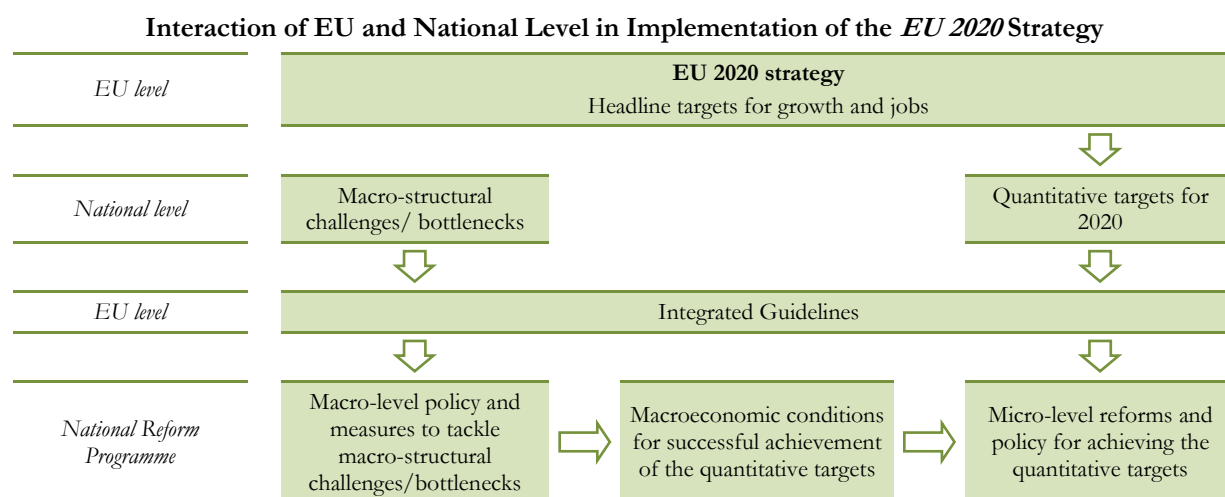 Interaction of EU and National Level in Implementation of the EU 2020 Strategy
EU level
EU 2020 strategy
Headline targets for growth and jobs
National level
Macro-structural
challenges/ bottlenecks
Quantitative targets for
2020
EU level
Integrated Guidelines
National Reform
Programme
Macro-level policy and
measures to tackle
macro-structural
challenges/bottlenecks
Macroeconomic conditions
for successful achievement
of the quantitative targets
Micro-level reforms and
policy for achieving the
quantitative targets